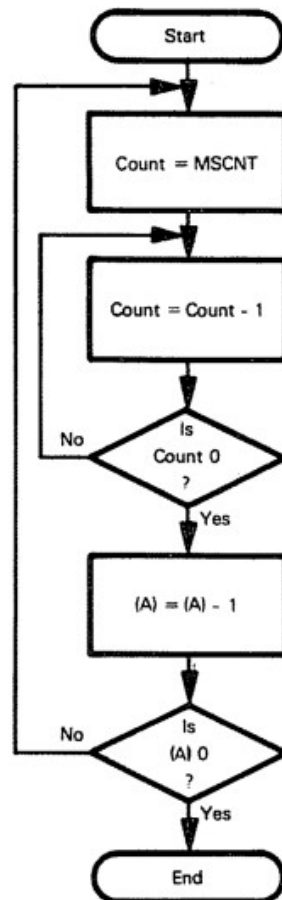 Start
Count = MSCNT
Count = Count - 1
Is
Count 0
?
No
Yes
(A) = (A) - 1
Is
(A) 0
?
No
Yes
End